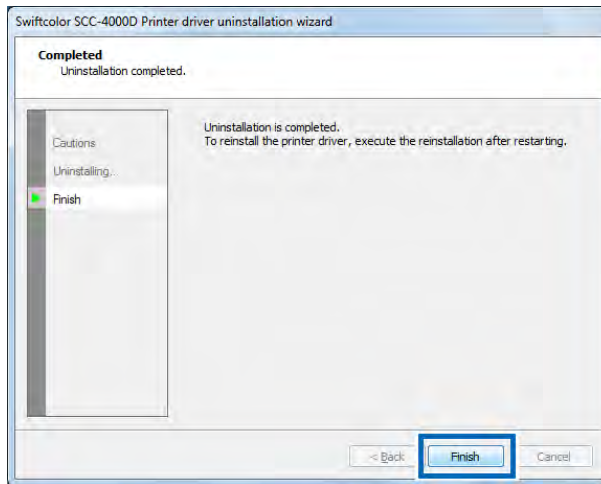 Swiftcolor SCC-4000D Printer driver uninstallation wizard
Completed
Uninstallation completed.
Cautions
Uninstalling..
Finish
Uninstallation is completed.
To reinstall the printer driver, execute the reinstallation after restarting.
< Back
Finish
Cancel